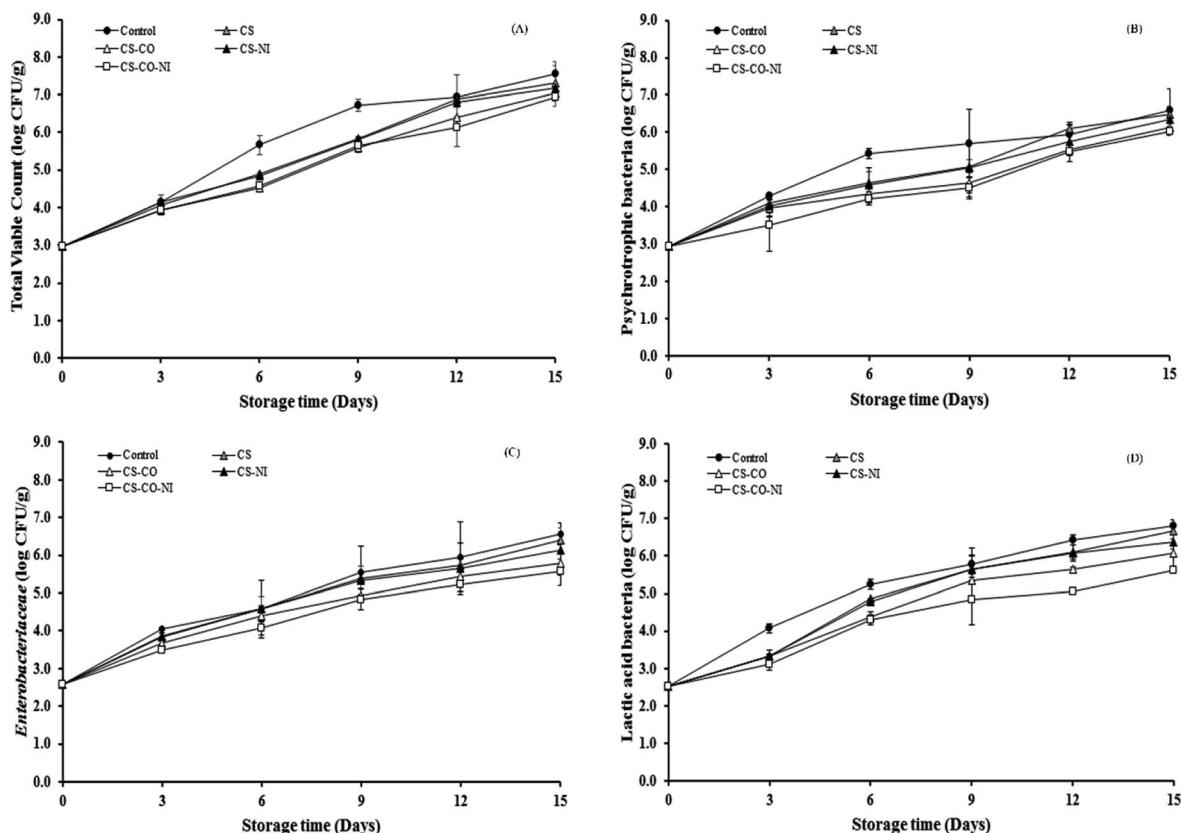 (A)
Control CS
CS-CO CS-NI
CS-CO-NI
Total Viable Count (log CFU/g)
9.0
8.0
7.0
6.0
5.0
4.0
3.0
2.0
1.0
0.0
0 3 6 9 12 15
Storage time (Days)
(B)
Control CS
CS-CO CS-NI
CS-CO-NI
Psychrotrophic bacteria (log CFU/g)
9.0
8.0
7.0
6.0
5.0
4.0
3.0
2.0
1.0
0.0
0 3 6 9 12 15
Storage time (Days)
(C)
Control CS
CS-CO CS-NI
CS-CO-NI
Enterobacteriaceae (log CFU/g)
9.0
8.0
7.0
6.0
5.0
4.0
3.0
2.0
1.0
0.0
0 3 6 9 12 15
Storage time (Days)
(D)
Control CS
CS-CO CS-NI
CS-CO-NI
Lactic acid bacteria (log CFU/g)
9.0
8.0
7.0
6.0
5.0
4.0
3.0
2.0
1.0
0.0
0 3 6 9 12 15
Storage time (Days)